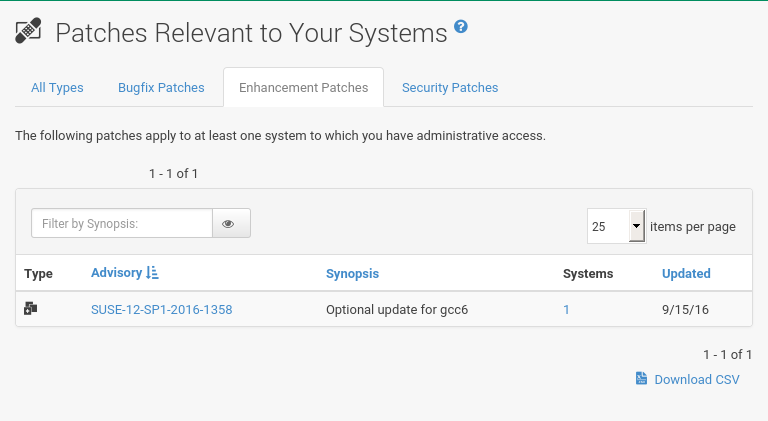 Patches Relevant to Your Systems ?
All Types Bugfix Patches Enhancement Patches Security Patches
The following patches apply to at least one system to which you have administrative access.
1 - 1 of 1
Filter by Synopsis: 25 items per page
Type Advisory Synopsis Systems Updated
SUSE-12-SP1-2016-1358 Optional update for gcc6 1 9/15/16
1 - 1 of 1
Download CSV